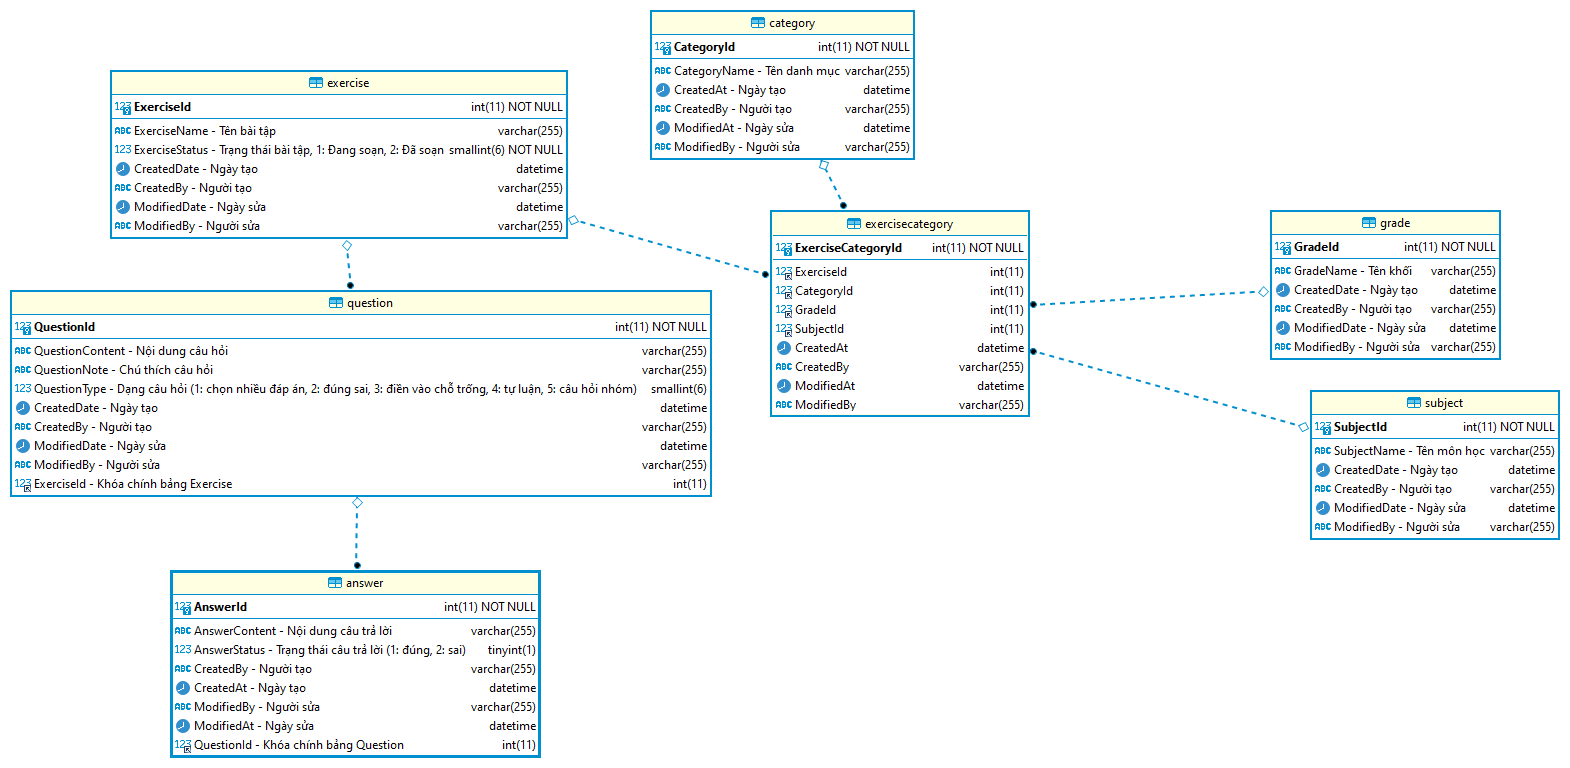 category
CategoryId int(11) NOT NULL
CategoryName - Tên danh mục varchar(255)
CreatedAt - Ngày tạo datetime
CreatedBy - Người tạo varchar(255)
ModifiedAt - Ngày sửa datetime
ModifiedBy - Người sửa varchar(255)
exercise
ExerciseId int(11) NOT NULL
ExerciseName - Tên bài tập varchar(255)
ExerciseStatus - Trạng thái bài tập, 1: Đang soạn, 2: Đã soạn smallint(6) NOT NULL
CreatedDate - Ngày tạo datetime
CreatedBy - Người tạo varchar(255)
ModifiedDate - Ngày sửa datetime
ModifiedBy - Người sửa varchar(255)
exercisecategory
ExerciseCategoryId int(11) NOT NULL
ExerciseId int(11)
CategoryId int(11)
GradeId int(11)
SubjectId int(11)
CreatedAt datetime
CreatedBy varchar(255)
ModifiedAt datetime
ModifiedBy varchar(255)
grade
GradeId int(11) NOT NULL
GradeName - Tên khối varchar(255)
CreatedDate - Ngày tạo datetime
CreatedBy - Người tạo varchar(255)
ModifiedDate - Ngày sửa datetime
ModifiedBy - Người sửa varchar(255)
question
QuestionId int(11) NOT NULL
QuestionContent - Nội dung câu hỏi varchar(255)
QuestionNote - Chú thích câu hỏi varchar(255)
QuestionType - Dạng câu hỏi (1: chọn nhiều đáp án, 2: đúng sai, 3: điền vào chỗ trống, 4: tự luận, 5: câu hỏi nhóm) smallint(6)
CreatedDate - Ngày tạo datetime
CreatedBy - Người tạo varchar(255)
ModifiedDate - Ngày sửa datetime
ModifiedBy - Người sửa varchar(255)
ExerciseId - Khóa chính bảng Exercise int(11)
subject
SubjectId int(11) NOT NULL
SubjectName - Tên môn học varchar(255)
CreatedDate - Ngày tạo datetime
CreatedBy - Người tạo varchar(255)
ModifiedDate - Ngày sửa datetime
ModifiedBy - Người sửa varchar(255)
answer
AnswerId int(11) NOT NULL
AnswerContent - Nội dung câu trả lời varchar(255)
AnswerStatus - Trạng thái câu trả lời (1: đúng, 2: sai) tinyint(1)
CreatedBy - Người tạo varchar(255)
CreatedAt - Ngày tạo datetime
ModifiedBy - Người sửa varchar(255)
ModifiedAt - Ngày sửa datetime
QuestionId - Khóa chính bảng Question int(11)